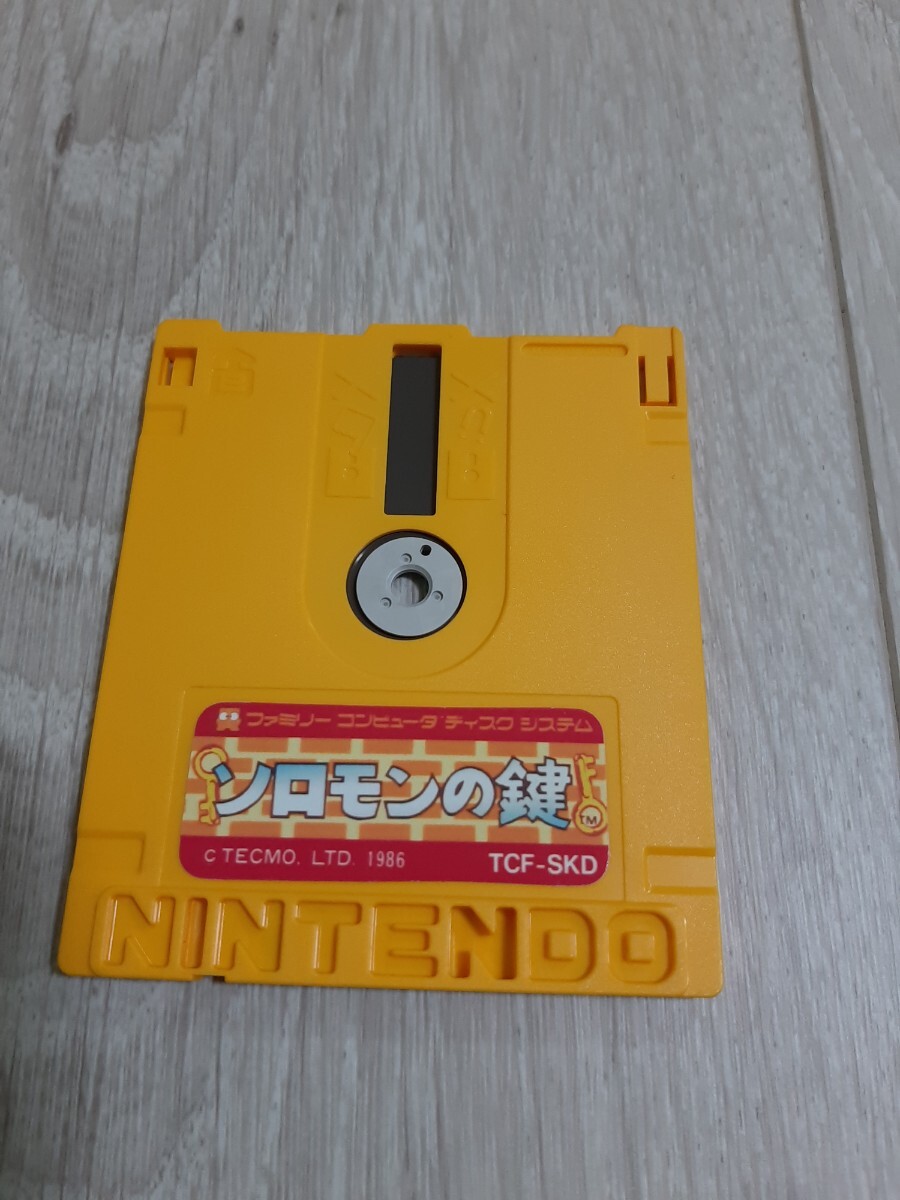 ファミリー コンピュータ ディスク システム
ソロモンの鍵
TM
C TECMO. LTD. 1986 TCF-SKD
NINTENDO